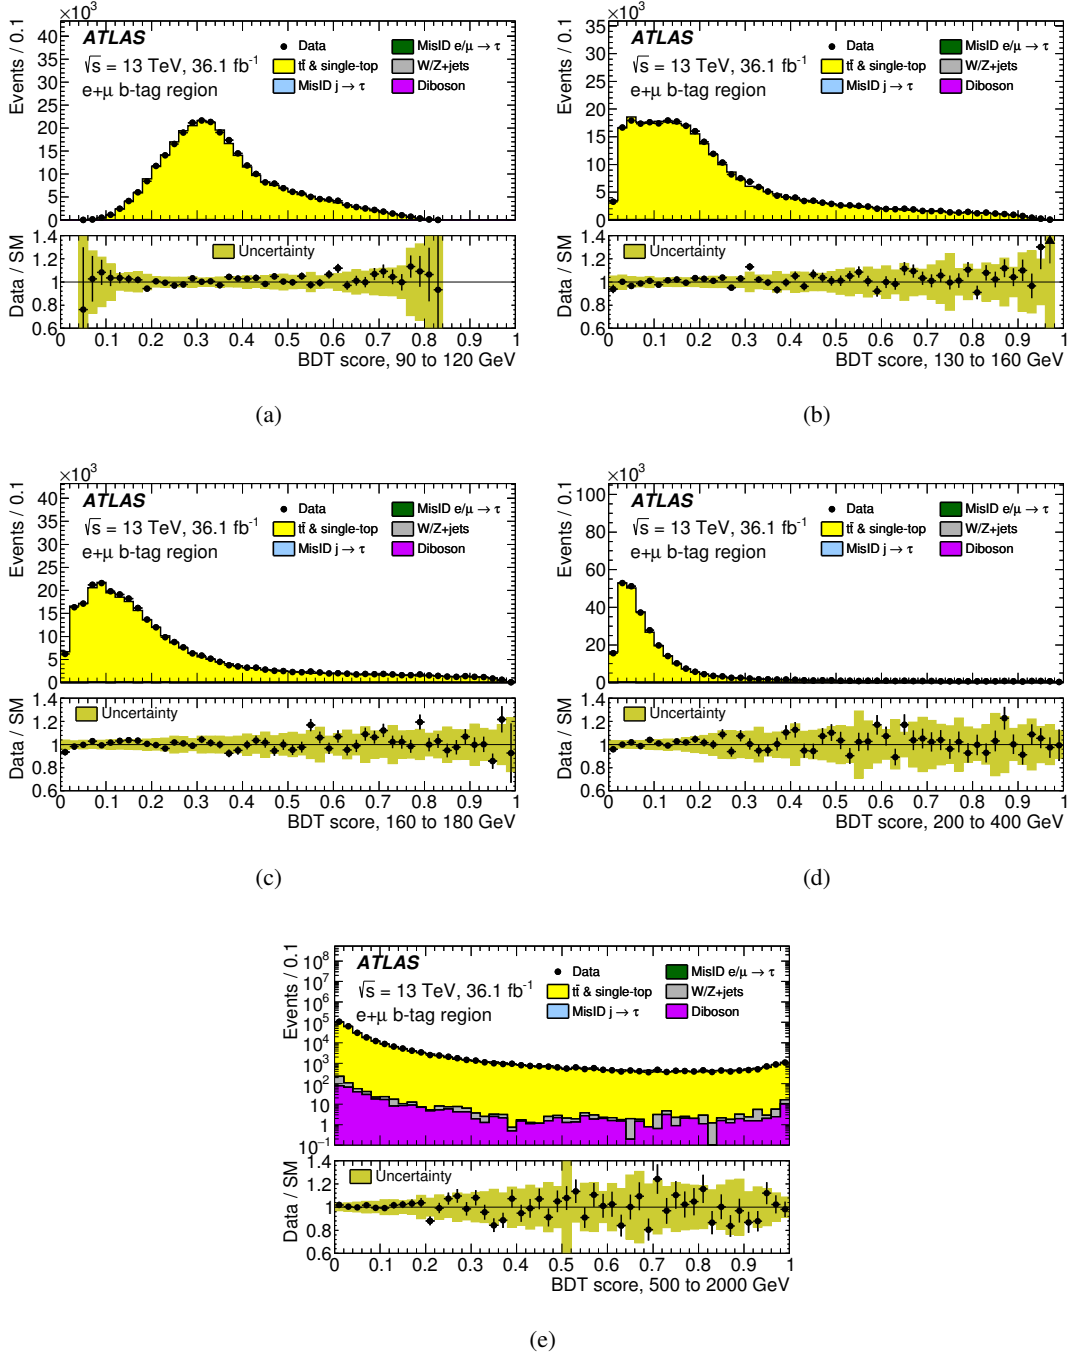 ×10³
Events / 0.1
40
35
30
25
20
15
10
5
0
ATLAS
√s = 13 TeV, 36.1 fb⁻¹
e+μ b-tag region
Data
tt̄ & single-top
MisID j → τ
MisID e/μ → τ
W/Z+jets
Diboson
Data / SM
1.4
1.2
1
0.8
0.6
Uncertainty
0 0.1 0.2 0.3 0.4 0.5 0.6 0.7 0.8 0.9 1
BDT score, 90 to 120 GeV
(a)
×10³
Events / 0.1
35
30
25
20
15
10
5
0
ATLAS
√s = 13 TeV, 36.1 fb⁻¹
e+μ b-tag region
Data
tt̄ & single-top
MisID j → τ
MisID e/μ → τ
W/Z+jets
Diboson
Data / SM
1.4
1.2
1
0.8
0.6
Uncertainty
0 0.1 0.2 0.3 0.4 0.5 0.6 0.7 0.8 0.9 1
BDT score, 130 to 160 GeV
(b)
×10³
Events / 0.1
40
35
30
25
20
15
10
5
0
ATLAS
√s = 13 TeV, 36.1 fb⁻¹
e+μ b-tag region
Data
tt̄ & single-top
MisID j → τ
MisID e/μ → τ
W/Z+jets
Diboson
Data / SM
1.4
1.2
1
0.8
0.6
Uncertainty
0 0.1 0.2 0.3 0.4 0.5 0.6 0.7 0.8 0.9 1
BDT score, 160 to 180 GeV
(c)
×10³
Events / 0.1
100
80
60
40
20
0
ATLAS
√s = 13 TeV, 36.1 fb⁻¹
e+μ b-tag region
Data
tt̄ & single-top
MisID j → τ
MisID e/μ → τ
W/Z+jets
Diboson
Data / SM
1.4
1.2
1
0.8
0.6
Uncertainty
0 0.1 0.2 0.3 0.4 0.5 0.6 0.7 0.8 0.9 1
BDT score, 200 to 400 GeV
(d)
Events / 0.1
10⁸
10⁷
10⁶
10⁵
10⁴
10³
10²
10
1
10⁻¹
ATLAS
√s = 13 TeV, 36.1 fb⁻¹
e+μ b-tag region
Data
tt̄ & single-top
MisID j → τ
MisID e/μ → τ
W/Z+jets
Diboson
Data / SM
1.4
1.2
1
0.8
0.6
Uncertainty
0 0.1 0.2 0.3 0.4 0.5 0.6 0.7 0.8 0.9 1
BDT score, 500 to 2000 GeV
(e)